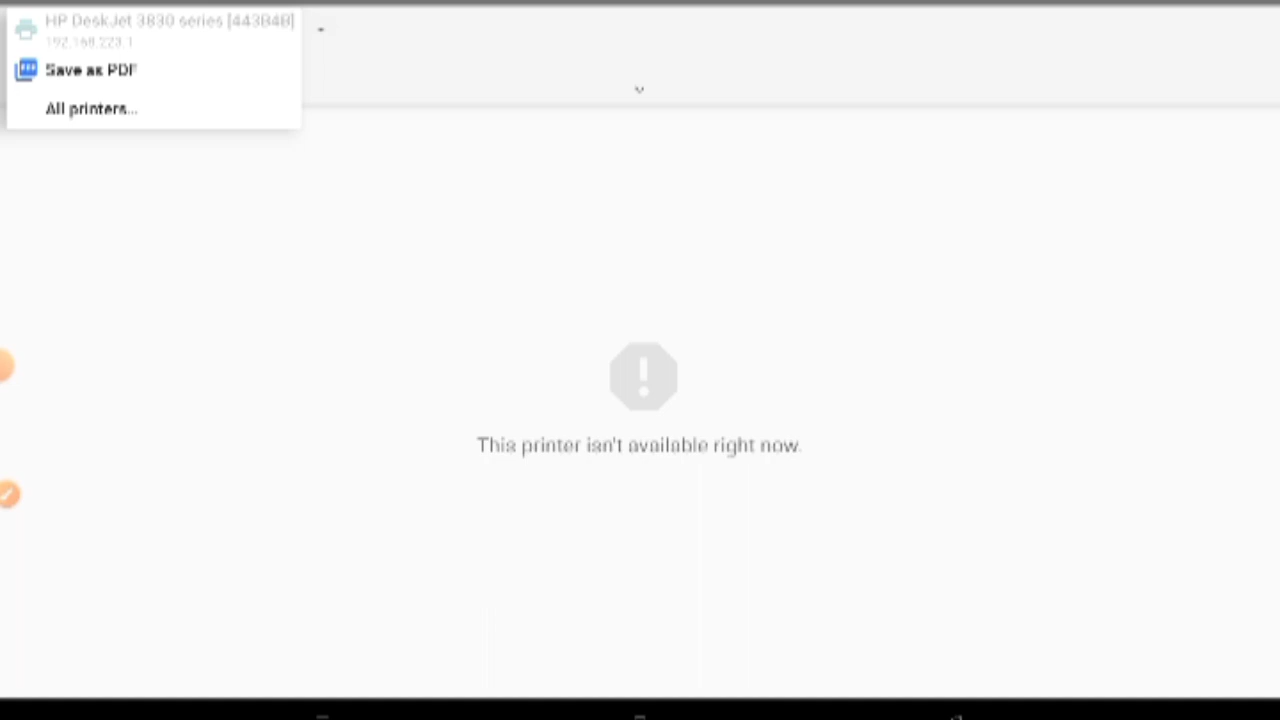 HP DeskJet 3830 series [443B4B]
192.168.223.1
Save as PDF
All printers...
This printer isn't available right now.